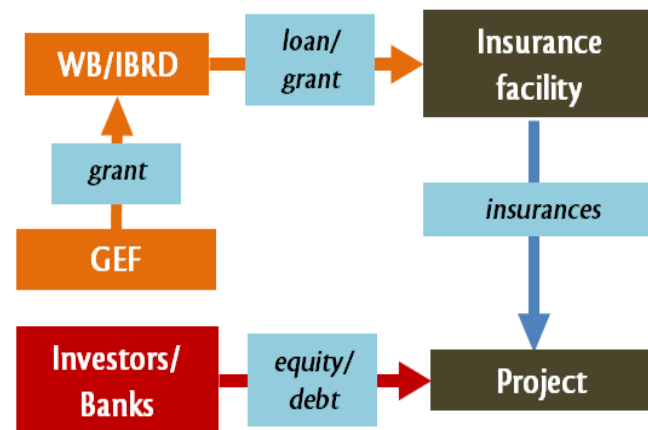 WB/IBRD
loan/
grant
Insurance
facility
grant
insurances
GEF
Investors/
Banks
equity/
debt
Project